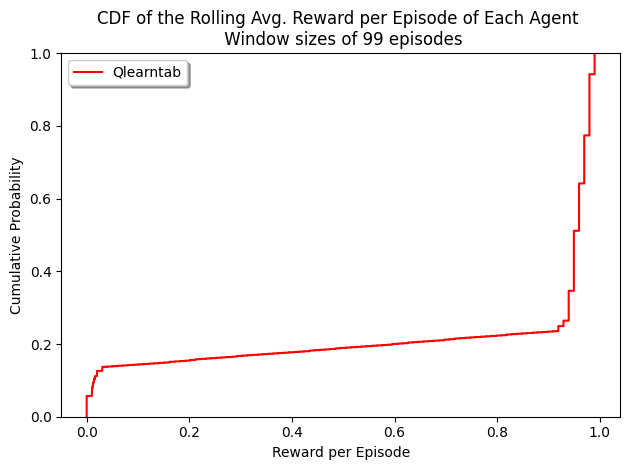 CDF of the Rolling Avg. Reward per Episode of Each Agent
Window sizes of 99 episodes
Qlearntab
1.0
0.8
0.6
0.4
0.2
0.0
Cumulative Probability
0.0 0.2 0.4 0.6 0.8 1.0
Reward per Episode